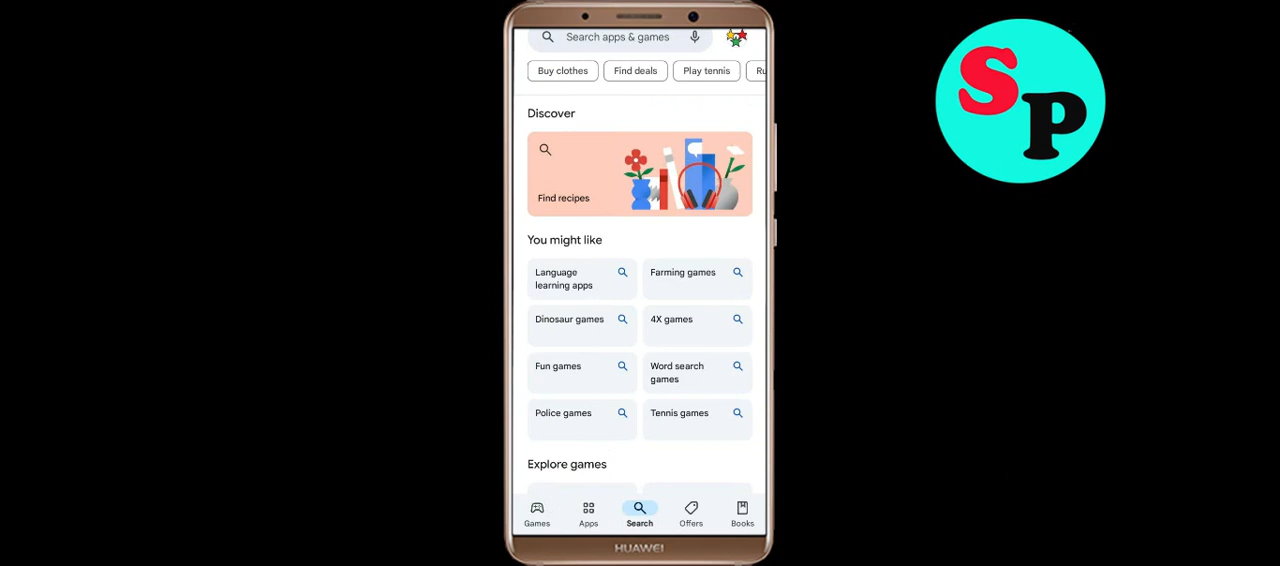 Search apps & games
Buy clothes
Find deals
Play tennis
Ru
Discover
Find recipes
You might like
Language
learning apps
Farming games
Dinosaur games
4X games
Fun games
Word search
games
Police games
Tennis games
Explore games
Games
Apps
Search
Offers
Books
HUAWEI
SP